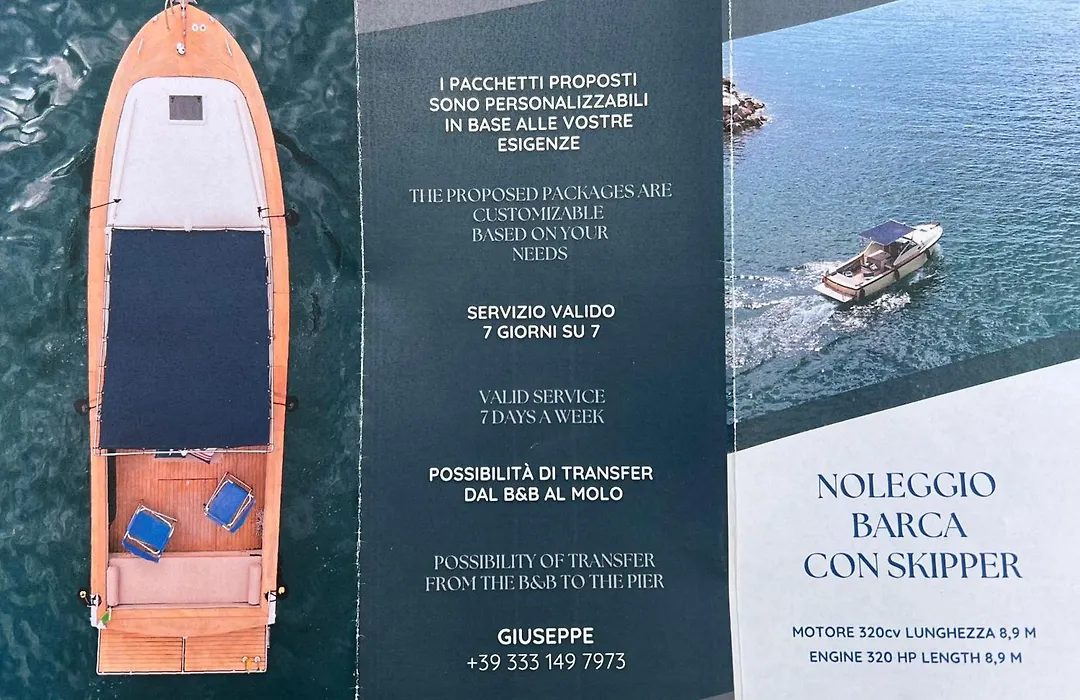 I PACCHETTI PROPOSTI
SONO PERSONALIZZABILI
IN BASE ALLE VOSTRE
ESIGENZE
THE PROPOSED PACKAGES ARE
CUSTOMIZABLE
BASED ON YOUR
NEEDS
SERVIZIO VALIDO
7 GIORNI SU 7
VALID SERVICE
7 DAYS A WEEK
POSSIBILITÀ DI TRANSFER
DAL B&B AL MOLO
POSSIBILITY OF TRANSFER
FROM THE B&B TO THE PIER
GIUSEPPE
+39 333 149 7973
NOLEGGIO
BARCA
CON SKIPPER
MOTORE 320cv LUNGHEZZA 8,9 M
ENGINE 320 HP LENGTH 8,9 M